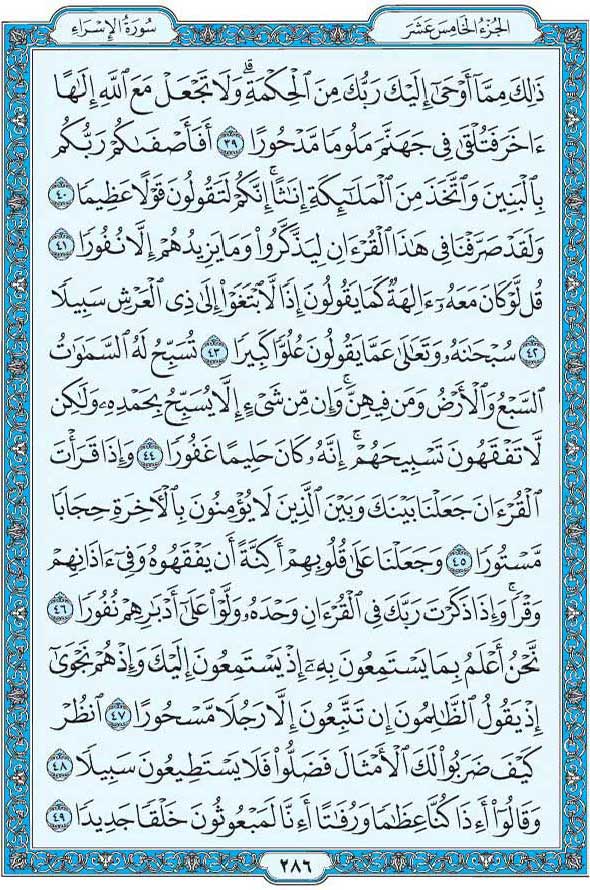 الجُزْءُ الخَامِسَ عَشَرَ
سُورَةُ الإِسْرَاءِ
ذَٰلِكَ مِمَّآ أَوْحَىٰٓ إِلَيْكَ رَبُّكَ مِنَ ٱلْحِكْمَةِۗ وَلَا تَجْعَلْ مَعَ ٱللَّهِ إِلَٰهًا
ءَاخَرَ فَتُلْقَىٰ فِى جَهَنَّمَ مَلُومًا مَّدْحُورًا ٣٩ أَفَأَصْفَىٰكُمْ رَبُّكُم
بِٱلْبَنِينَ وَٱتَّخَذَ مِنَ ٱلْمَلَٰٓئِكَةِ إِنَٰثًاۚ إِنَّكُمْ لَتَقُولُونَ قَوْلًا عَظِيمًا ٤٠
وَلَقَدْ صَرَّفْنَا فِى هَٰذَا ٱلْقُرْءَانِ لِيَذَّكَّرُوا۟ وَمَا يَزِيدُهُمْ إِلَّا نُفُورًا ٤١
قُل لَّوْ كَانَ مَعَهُۥٓ ءَالِهَةٌ كَمَا يَقُولُونَ إِذًا لَّٱبْتَغَوْا۟ إِلَىٰ ذِى ٱلْعَرْشِ سَبِيلًا
٤٢ سُبْحَٰنَهُۥ وَتَعَٰلَىٰ عَمَّا يَقُولُونَ عُلُوًّا كَبِيرًا ٤٣ تُسَبِّحُ لَهُ ٱلسَّمَٰوَٰتُ
ٱلسَّبْعُ وَٱلْأَرْضُ وَمَن فِيهِنَّۚ وَإِن مِّن شَىْءٍ إِلَّا يُسَبِّحُ بِحَمْدِهِۦ وَلَٰكِن
لَّا تَفْقَهُونَ تَسْبِيحَهُمْۗ إِنَّهُۥ كَانَ حَلِيمًا غَفُورًا ٤٤ وَإِذَا قَرَأْتَ
ٱلْقُرْءَانَ جَعَلْنَا بَيْنَكَ وَبَيْنَ ٱلَّذِينَ لَا يُؤْمِنُونَ بِٱلْءَاخِرَةِ حِجَابًا
مَّسْتُورًا ٤٥ وَجَعَلْنَا عَلَىٰ قُلُوبِهِمْ أَكِنَّةً أَن يَفْقَهُوهُ وَفِىٓ ءَاذَانِهِمْ
وَقْرًاۚ وَإِذَا ذَكَرْتَ رَبَّكَ فِى ٱلْقُرْءَانِ وَحْدَهُۥ وَلَّوْا۟ عَلَىٰٓ أَدْبَٰرِهِمْ نُفُورًا ٤٦
نَّحْنُ أَعْلَمُ بِمَا يَسْتَمِعُونَ بِهِۦٓ إِذْ يَسْتَمِعُونَ إِلَيْكَ وَإِذْ هُمْ نَجْوَىٰٓ
إِذْ يَقُولُ ٱلظَّٰلِمُونَ إِن تَتَّبِعُونَ إِلَّا رَجُلًا مَّسْحُورًا ٤٧ ٱنظُرْ
كَيْفَ ضَرَبُوا۟ لَكَ ٱلْأَمْثَالَ فَضَلُّوا۟ فَلَا يَسْتَطِيعُونَ سَبِيلًا ٤٨
وَقَالُوٓا۟ أَءِذَا كُنَّا عِظَٰمًا وَرُفَٰتًا أَءِنَّا لَمَبْعُوثُونَ خَلْقًا جَدِيدًا ٤٩
٢٨٦